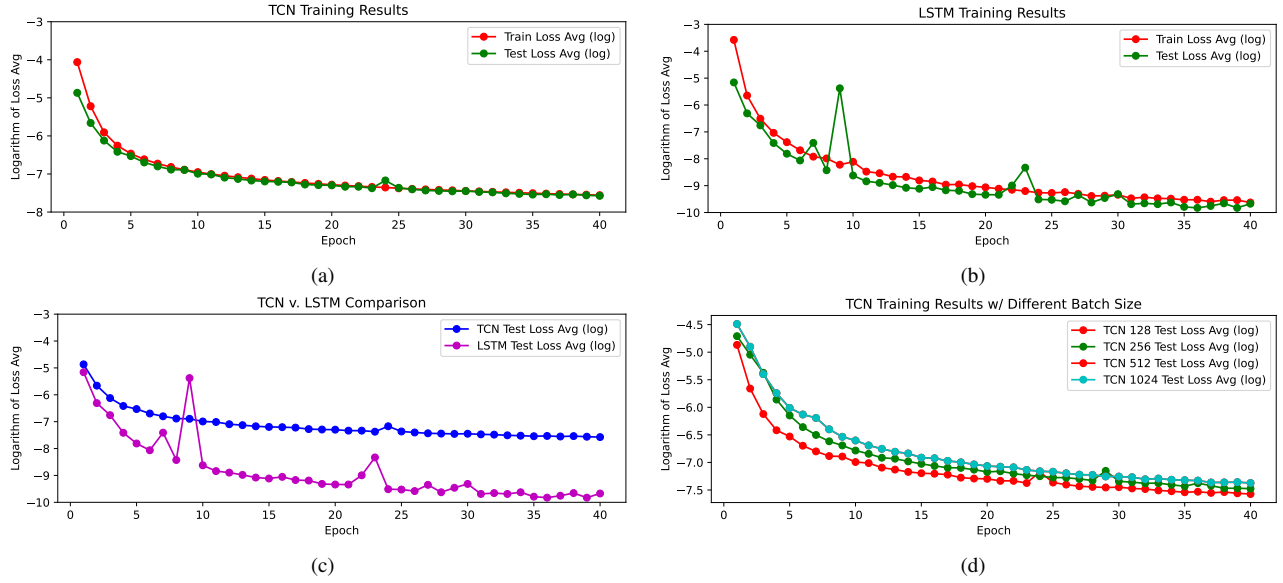 TCN Training Results
−3
−4
−5
−6
−7
−8
Logarithm of Loss Avg
0 5 10 15 20 25 30 35 40
Epoch
Train Loss Avg (log)
Test Loss Avg (log)
(a)
LSTM Training Results
−3
−4
−5
−6
−7
−8
−9
−10
Logarithm of Loss Avg
0 5 10 15 20 25 30 35 40
Epoch
Train Loss Avg (log)
Test Loss Avg (log)
(b)
TCN v. LSTM Comparison
−3
−4
−5
−6
−7
−8
−9
−10
Logarithm of Loss Avg
0 5 10 15 20 25 30 35 40
Epoch
TCN Test Loss Avg (log)
LSTM Test Loss Avg (log)
(c)
TCN Training Results w/ Different Batch Size
−4.5
−5.0
−5.5
−6.0
−6.5
−7.0
−7.5
Logarithm of Loss Avg
0 5 10 15 20 25 30 35 40
Epoch
TCN 128 Test Loss Avg (log)
TCN 256 Test Loss Avg (log)
TCN 512 Test Loss Avg (log)
TCN 1024 Test Loss Avg (log)
(d)